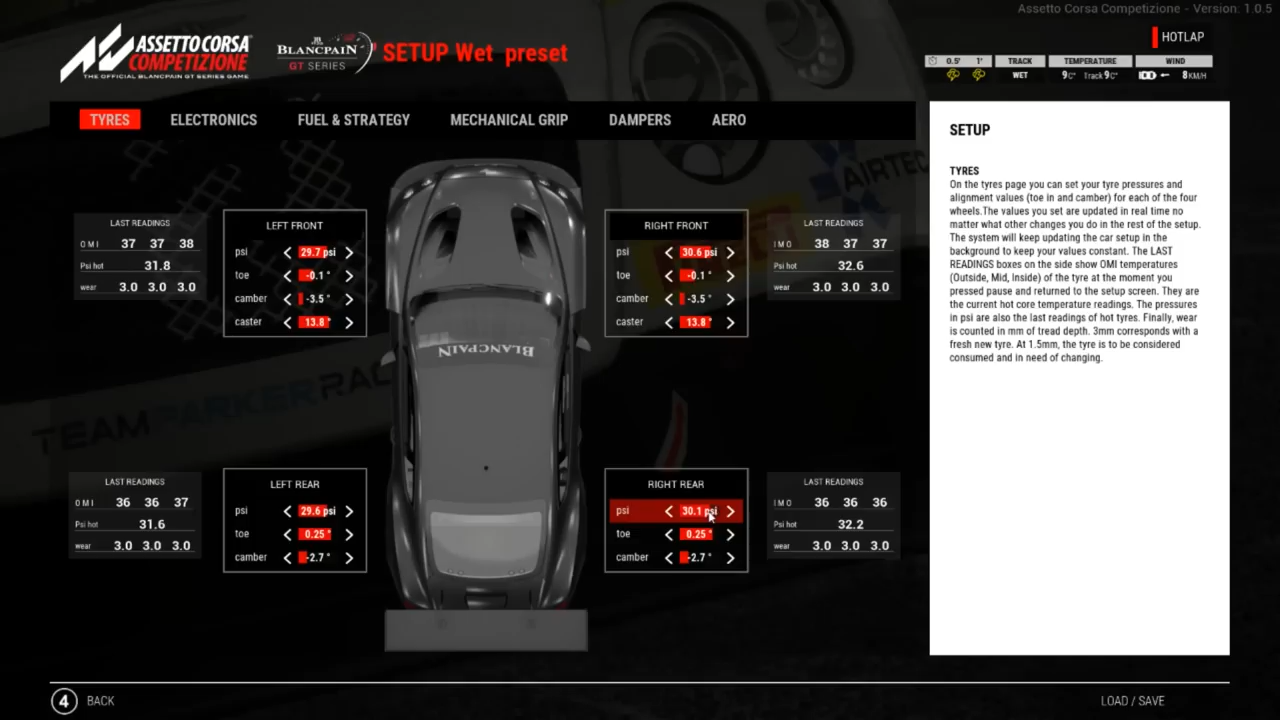 Assetto Corsa Competizione - Version: 1.0.5
ASSETTO CORSA
COMPETIZIONE
THE OFFICIAL BLANCPAIN GT SERIES GAME
BLANCPAIN
GT SERIES
SETUP Wet preset
HOTLAP
0.5' 1' TRACK TEMPERATURE WIND
WET 9C° Track 9C° 8KM/H
TYRES ELECTRONICS FUEL & STRATEGY MECHANICAL GRIP DAMPERS AERO
LAST READINGS
O M I 37 37 38
Psi hot 31.8
wear 3.0 3.0 3.0
LEFT FRONT
psi 29.7 psi
toe -0.1 °
camber -3.5 °
caster 13.8 °
RIGHT FRONT
psi 30.6 psi
toe -0.1 °
camber -3.5 °
caster 13.8 °
LAST READINGS
I M O 38 37 37
Psi hot 32.6
wear 3.0 3.0 3.0
BLANCPAIN
AIRTEC
TEAM PARKER RAC
LAST READINGS
O M I 36 36 37
Psi hot 31.6
wear 3.0 3.0 3.0
LEFT REAR
psi 29.6 psi
toe 0.25 °
camber -2.7 °
RIGHT REAR
psi 30.1 psi
toe 0.25 °
camber -2.7 °
LAST READINGS
I M O 36 36 36
Psi hot 32.2
wear 3.0 3.0 3.0
SETUP
TYRES
On the tyres page you can set your tyre pressures and
alignment values (toe in and camber) for each of the four
wheels.The values you set are updated in real time no
matter what other changes you do in the rest of the setup.
The system will keep updating the car setup in the
background to keep your values constant. The LAST
READINGS boxes on the side show OMI temperatures
(Outside, Mid, Inside) of the tyre at the moment you
pressed pause and returned to the setup screen. They are
the current hot core temperature readings. The pressures
in psi are also the last readings of hot tyres. Finally, wear
is counted in mm of tread depth. 3mm corresponds with a
fresh new tyre. At 1.5mm, the tyre is to be considered
consumed and in need of changing.
4 BACK
LOAD / SAVE